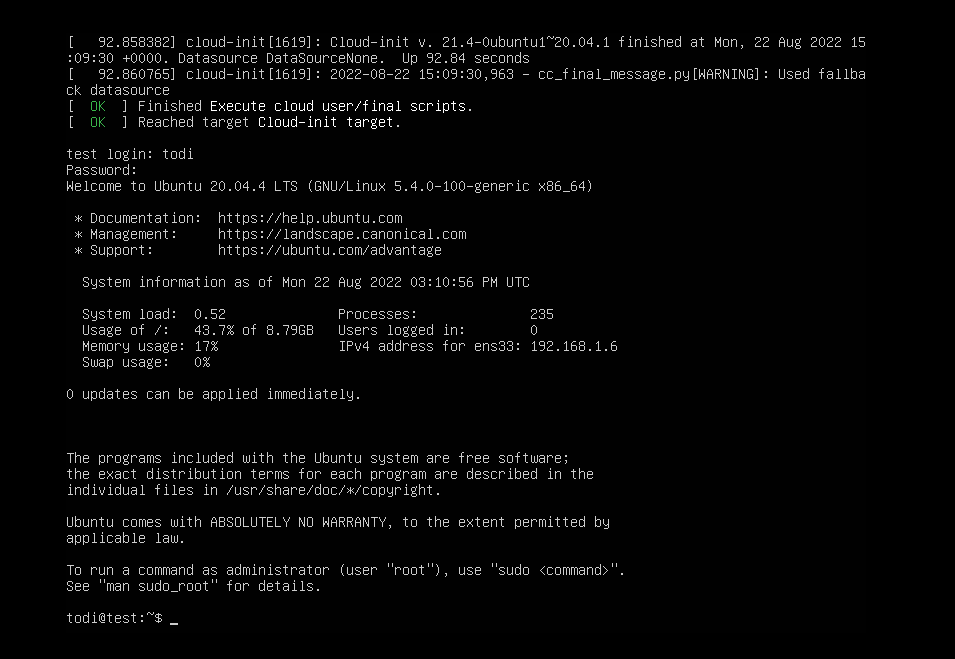 [   92.858382] cloud-init[1619]: Cloud-init v. 21.4-0ubuntu1~20.04.1 finished at Mon, 22 Aug 2022 15
:09:30 +0000. Datasource DataSourceNone.  Up 92.84 seconds
[   92.860765] cloud-init[1619]: 2022-08-22 15:09:30,963 - cc_final_message.py[WARNING]: Used fallba
ck datasource
[  OK  ] Finished Execute cloud user/final scripts.
[  OK  ] Reached target Cloud-init target.
test login: todi
Password:
Welcome to Ubuntu 20.04.4 LTS (GNU/Linux 5.4.0-100-generic x86_64)
 * Documentation:  https://help.ubuntu.com
 * Management:     https://landscape.canonical.com
 * Support:        https://ubuntu.com/advantage
  System information as of Mon 22 Aug 2022 03:10:56 PM UTC
  System load:  0.52              Processes:              235
  Usage of /:   43.7% of 8.79GB   Users logged in:        0
  Memory usage: 17%               IPv4 address for ens33: 192.168.1.6
  Swap usage:   0%
0 updates can be applied immediately.
The programs included with the Ubuntu system are free software;
the exact distribution terms for each program are described in the
individual files in /usr/share/doc/*/copyright.
Ubuntu comes with ABSOLUTELY NO WARRANTY, to the extent permitted by
applicable law.
To run a command as administrator (user "root"), use "sudo <command>".
See "man sudo_root" for details.
todi@test:~$ _